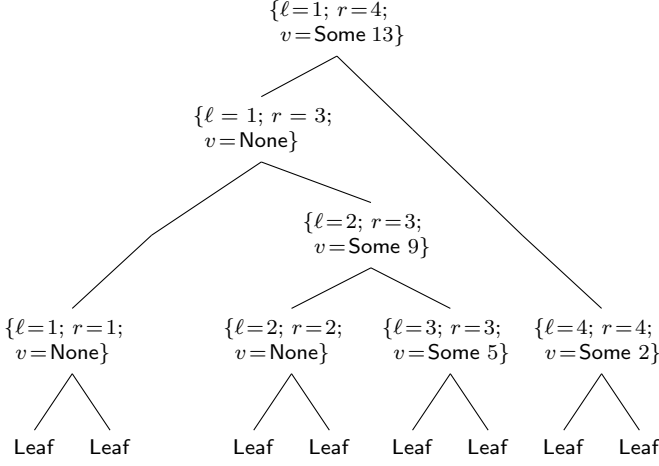 {ℓ=1; r=4;
v=Some 13}
{ℓ = 1; r = 3;
v=None}
{ℓ=2; r=3;
v=Some 9}
{ℓ=1; r=1;
v=None}
{ℓ=2; r=2;
v=None}
{ℓ=3; r=3;
v=Some 5}
{ℓ=4; r=4;
v=Some 2}
Leaf Leaf Leaf Leaf Leaf Leaf Leaf Leaf